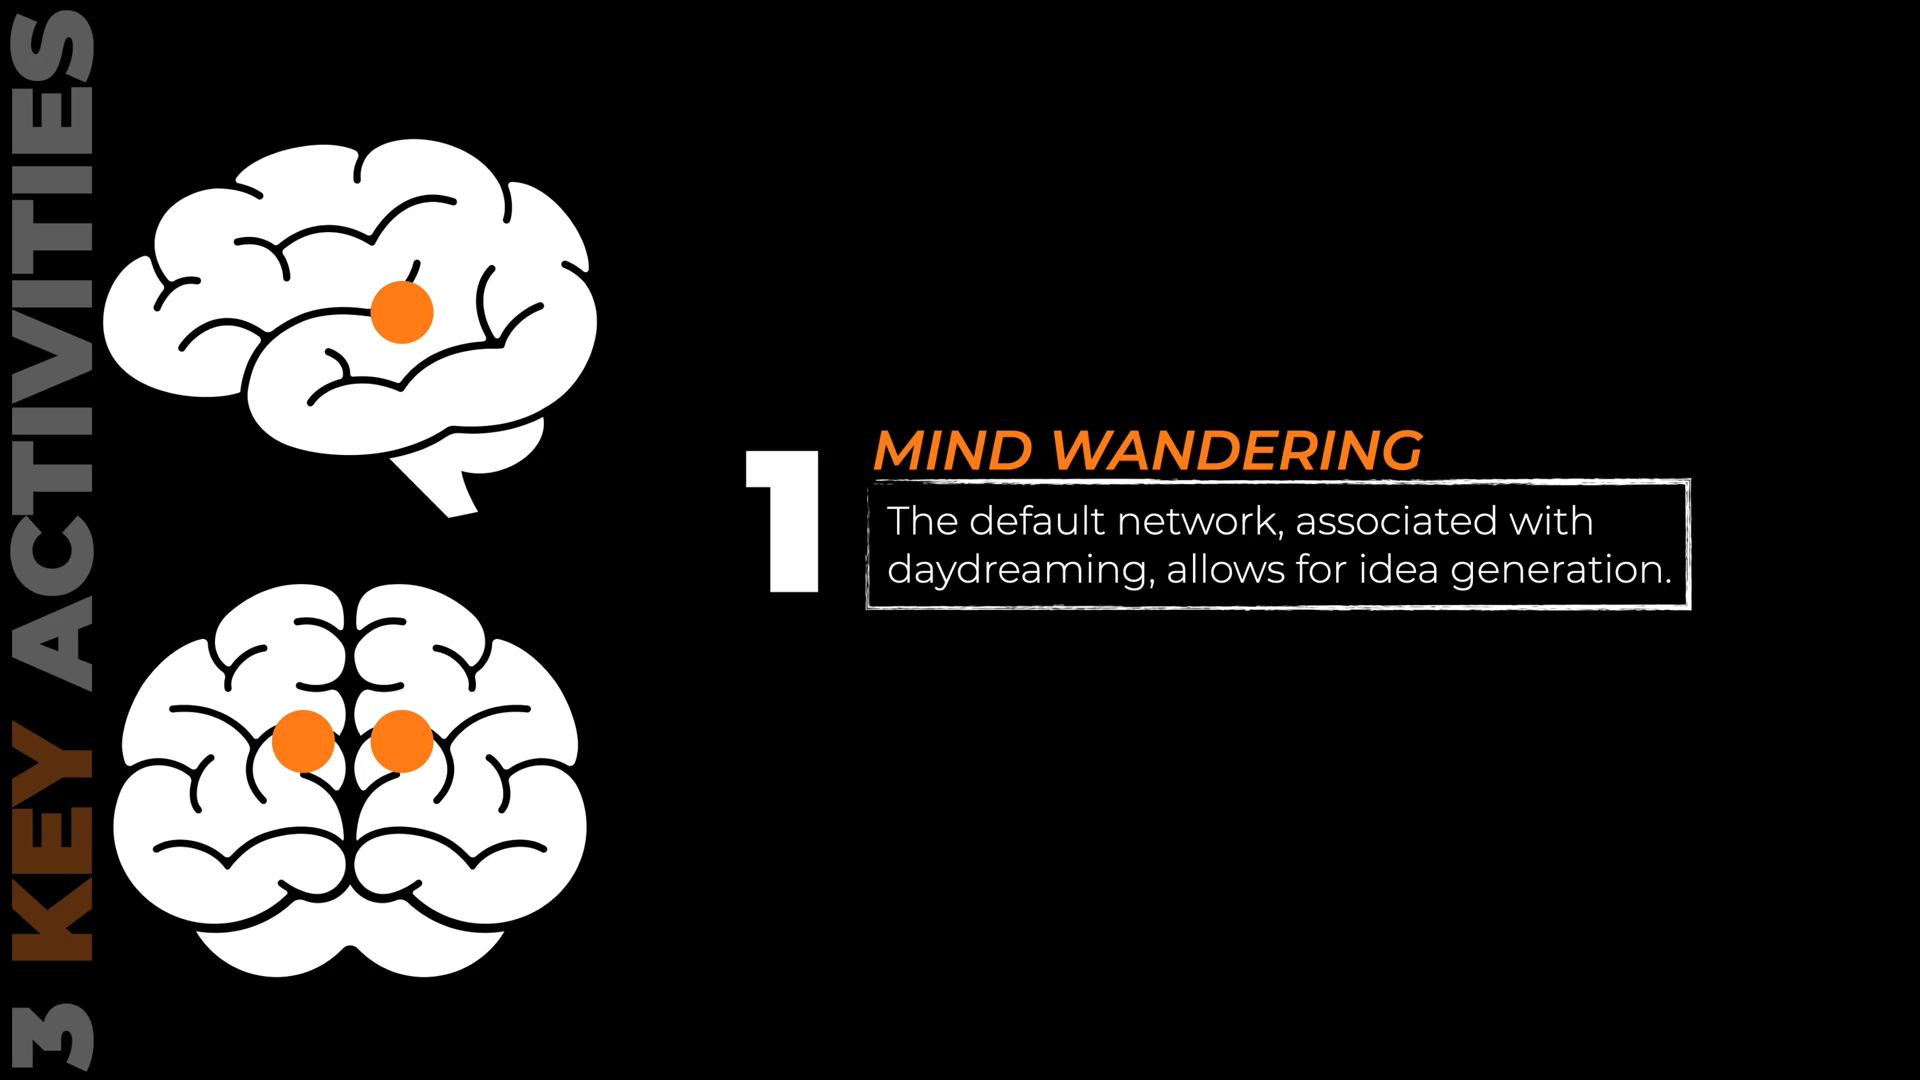 3 KEY ACTIVITIES
1
MIND WANDERING
The default network, associated with
daydreaming, allows for idea generation.